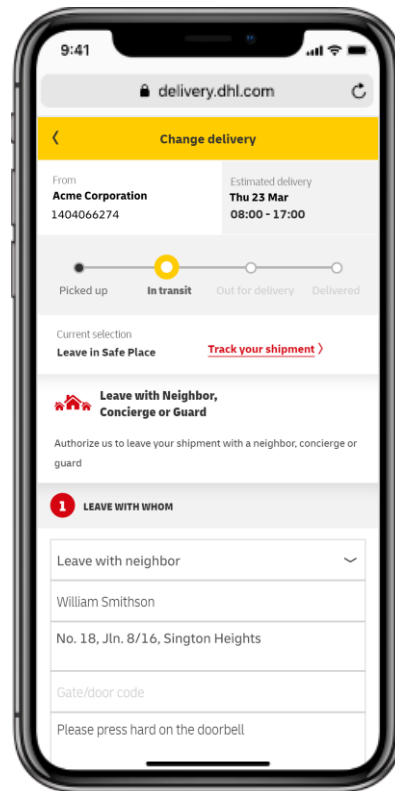 9:41
delivery.dhl.com
Change delivery
From
Acme Corporation
1404066274
Estimated delivery
Thu 23 Mar
08:00 - 17:00
Picked up
In transit
Out for delivery
Delivered
Current selection
Leave in Safe Place
Track your shipment
Leave with Neighbor,
Concierge or Guard
Authorize us to leave your shipment with a neighbor, concierge or
guard
1 LEAVE WITH WHOM
Leave with neighbor
William Smithson
No. 18, Jln. 8/16, Sington Heights
Gate/door code
Please press hard on the doorbell